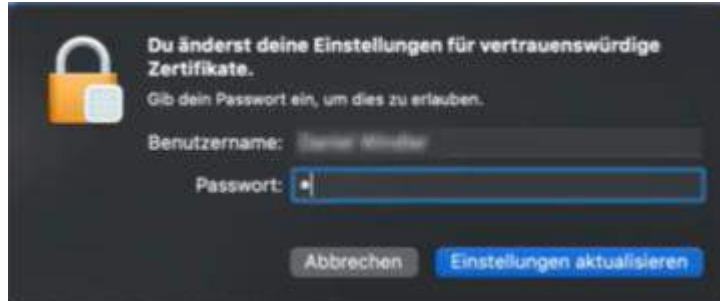 Du änderst deine Einstellungen für vertrauenswürdige
Zertifikate.
Gib dein Passwort ein, um dies zu erlauben.
Benutzername:
Passwort: •
Abbrechen Einstellungen aktualisieren